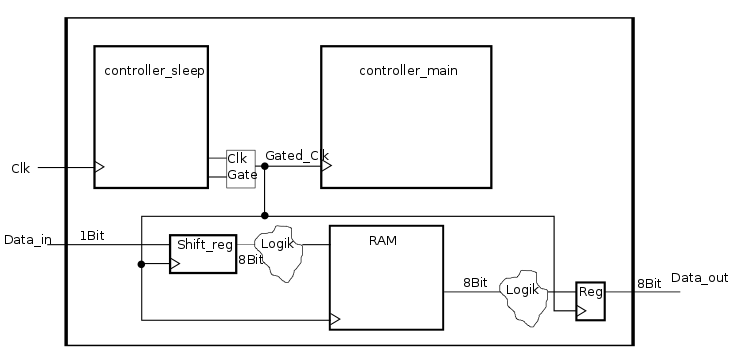 controller_sleep
controller_main
Clk
Clk
Gate
Gated_Clk
Data_in
1Bit
Shift_reg
8Bit
Logik
RAM
8Bit
Logik
Reg
8Bit
Data_out